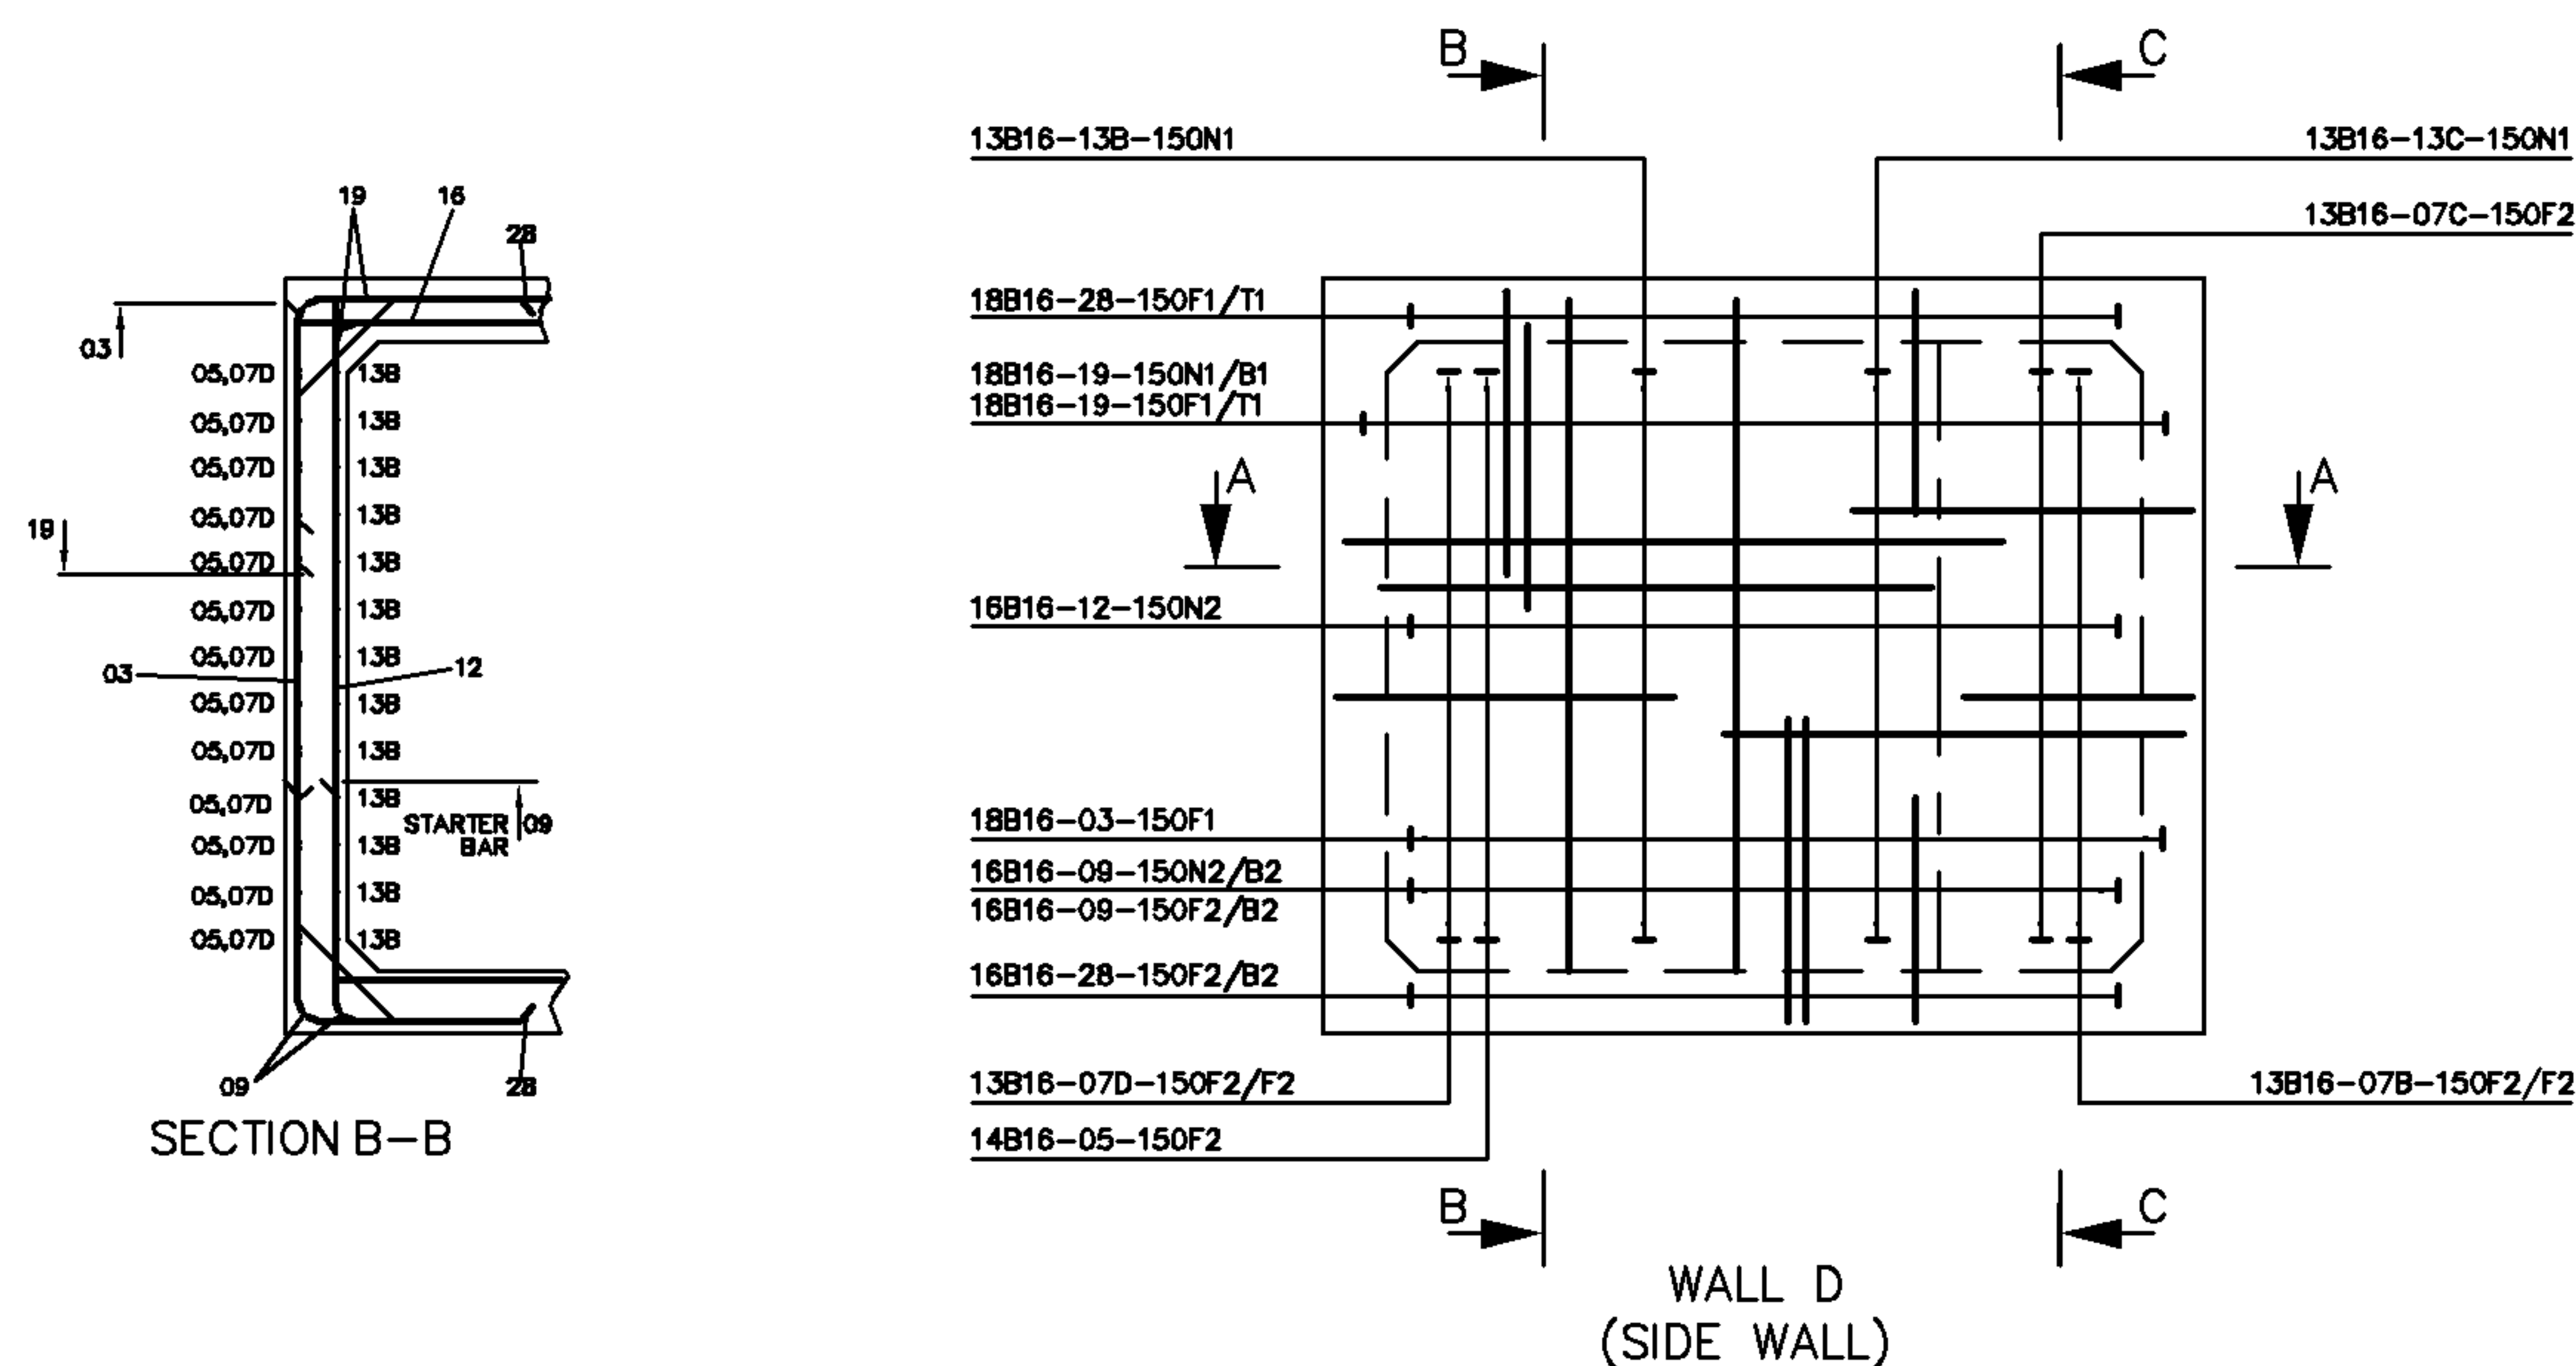 19 16
28
03
05,07D 13B
05,07D 13B
05,07D 13B
05,07D 13B
19
05,07D 13B
05,07D 13B
05,07D 13B
03 12
05,07D 13B
05,07D 13B
05,07D 13B
STARTER BAR 09
05,07D 13B
05,07D 13B
05,07D 13B
09 28
SECTION B-B
B C
13B16-13B-150N1 13B16-13C-150N1
13B16-07C-150F2
18B16-28-150F1/T1
18B16-19-150N1/B1
18B16-19-150F1/T1
A A
16B16-12-150N2
18B16-03-150F1
16B16-09-150N2/B2
16B16-09-150F2/B2
16B16-28-150F2/B2
13B16-07D-150F2/F2 13B16-07B-150F2/F2
14B16-05-150F2
B C
WALL D
(SIDE WALL)